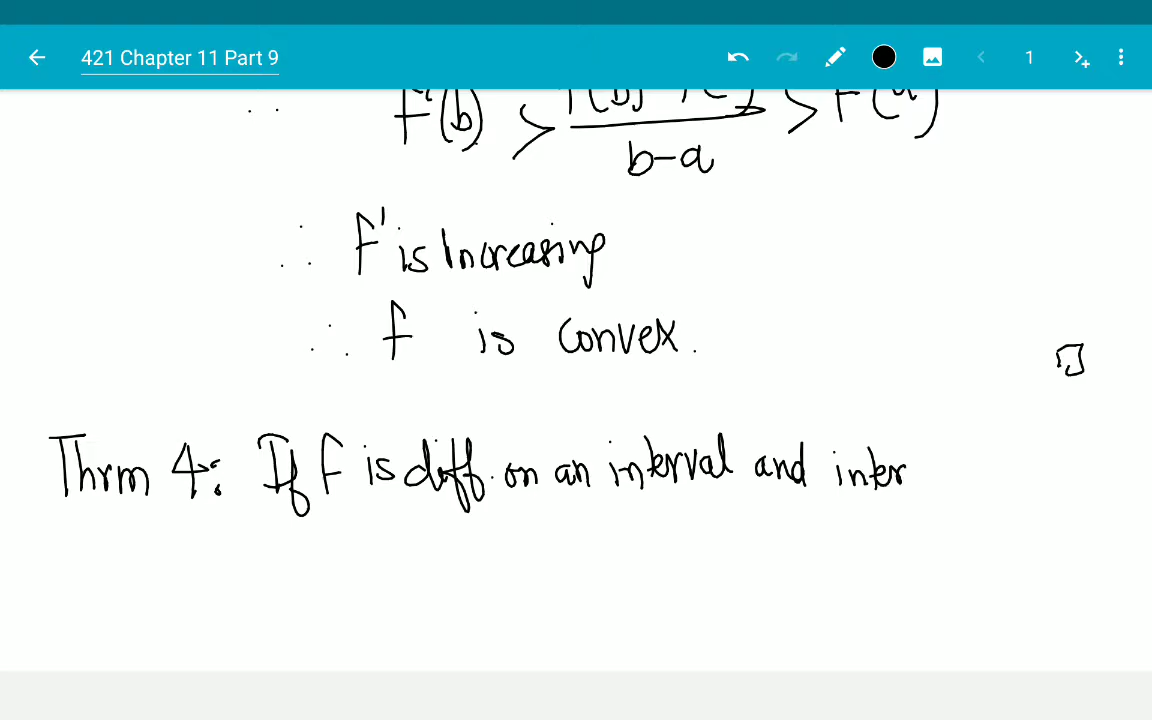 421 Chapter 11 Part 9
1
b-a
∴ f' is Increasing
∴ f is convex.
Thrm 4: If f is diff. on an interval and inter